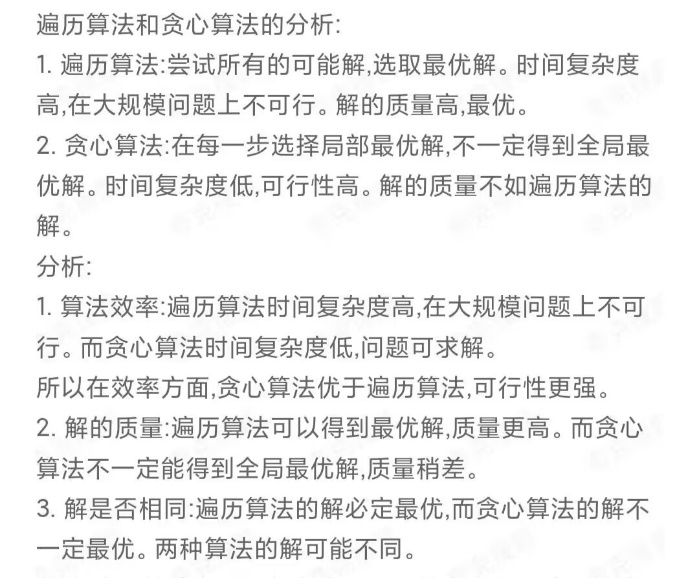 遍历算法和贪心算法的分析:
1. 遍历算法:尝试所有的可能解,选取最优解。时间复杂度
高,在大规模问题上不可行。解的质量高,最优。
2. 贪心算法:在每一步选择局部最优解,不一定得到全局最
优解。时间复杂度低,可行性高。解的质量不如遍历算法的
解。
分析:
1. 算法效率:遍历算法时间复杂度高,在大规模问题上不可
行。而贪心算法时间复杂度低,问题可求解。
所以在效率方面,贪心算法优于遍历算法,可行性更强。
2. 解的质量:遍历算法可以得到最优解,质量更高。而贪心
算法不一定能得到全局最优解,质量稍差。
3. 解是否相同:遍历算法的解必定最优,而贪心算法的解不
一定最优。两种算法的解可能不同。